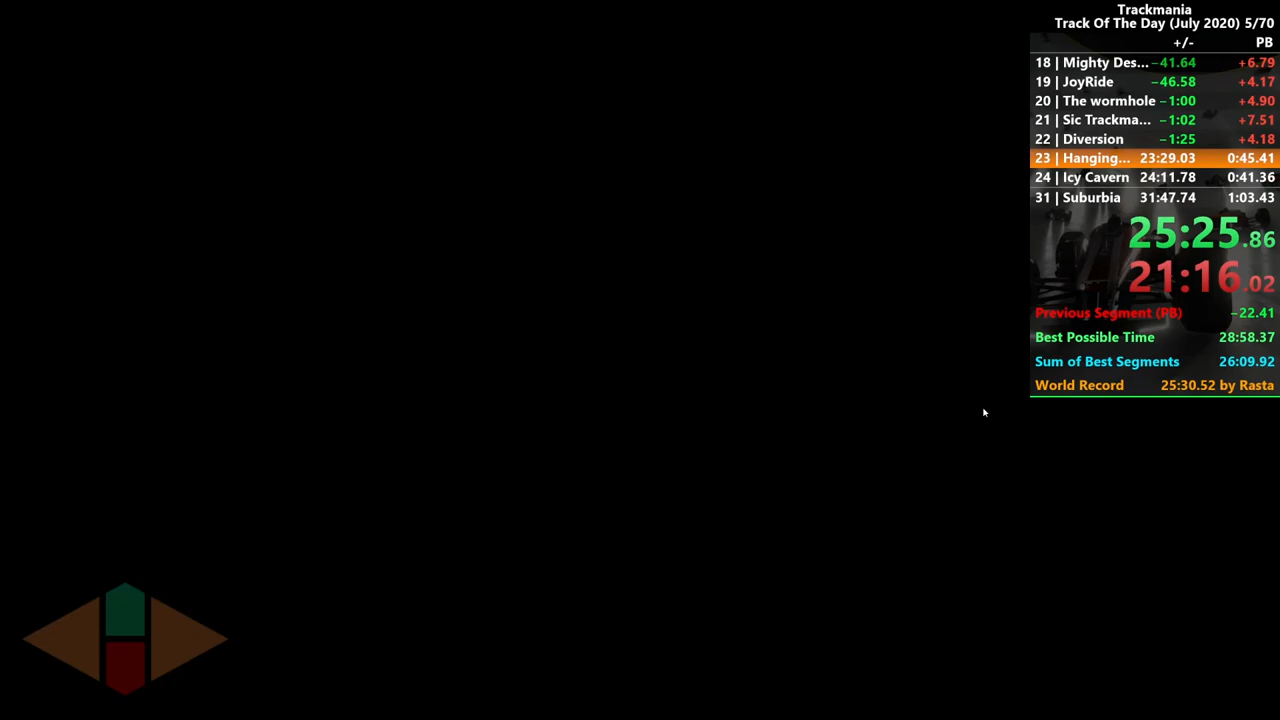 Trackmania
Track Of The Day (July 2020) 5/70
+/- PB
18 | Mighty Des... −41.64 +6.79
19 | JoyRide −46.58 +4.17
20 | The wormhole −1:00 +4.90
21 | Sic Trackma... −1:02 +7.51
22 | Diversion −1:25 +4.18
23 | Hanging... 23:29.03 0:45.41
24 | Icy Cavern 24:11.78 0:41.36
31 | Suburbia 31:47.74 1:03.43
25:25.86
21:16.02
Previous Segment (PB) −22.41
Best Possible Time 28:58.37
Sum of Best Segments 26:09.92
World Record 25:30.52 by Rasta